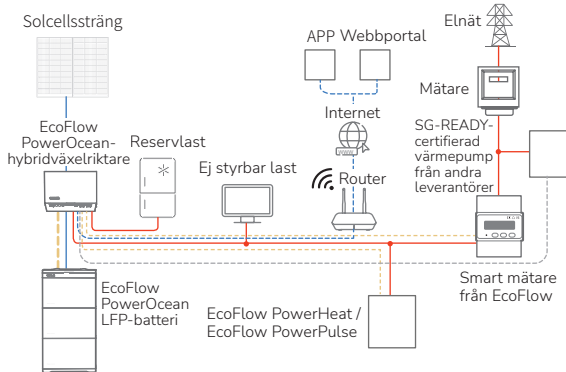 Solcellssträng
EcoFlow
PowerOcean-
hybridväxelriktare
Reservlast
Ej styrbar last
APP Webbportal
Internet
Router
Elnät
Mätare
SG-READY-
certifierad
värmepump
från andra
leverantörer
Smart mätare
från EcoFlow
EcoFlow
PowerOcean
LFP-batteri
EcoFlow PowerHeat /
EcoFlow PowerPulse